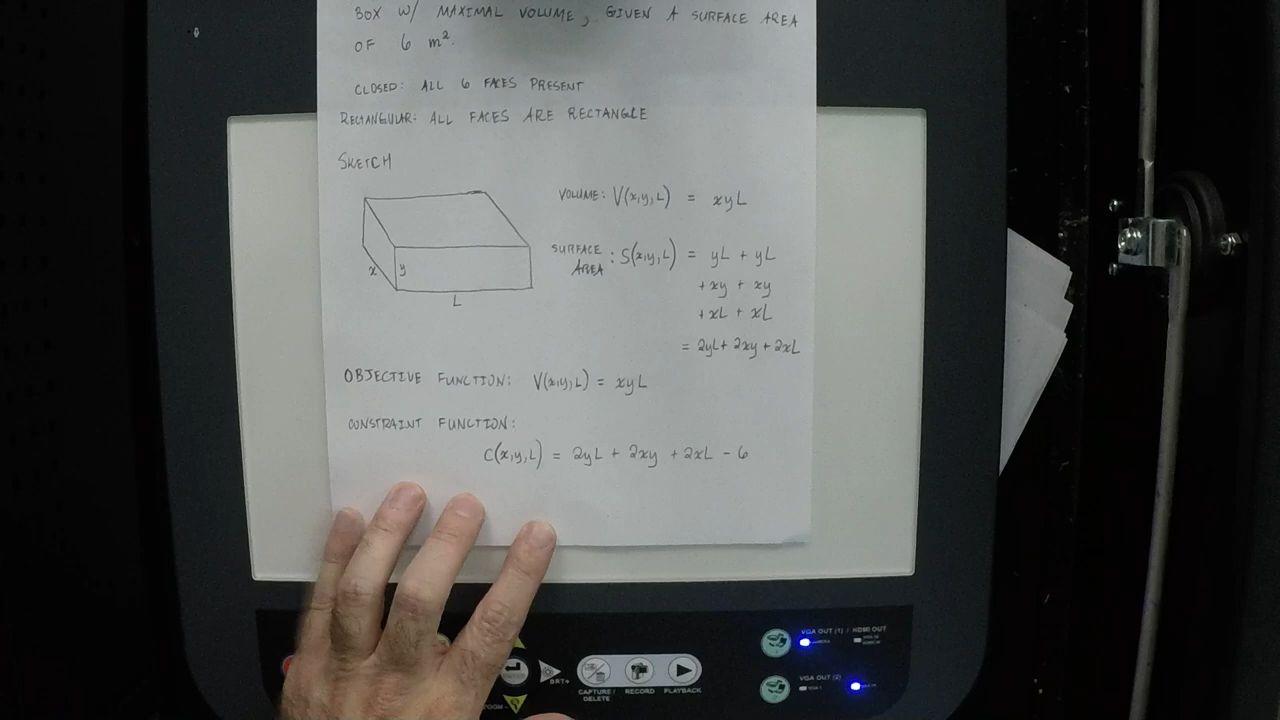 BOX W/ MAXIMAL VOLUME, GIVEN A SURFACE AREA
OF 6 m².
CLOSED: ALL 6 FACES PRESENT
RECTANGULAR: ALL FACES ARE RECTANGLE
SKETCH
x
y
L
VOLUME: V(x,y,L) = xyL
SURFACE AREA: S(x,y,L) = yL + yL
+ xy + xy
+ xL + xL
= 2yL + 2xy + 2xL
OBJECTIVE FUNCTION: V(x,y,L) = xyL
CONSTRAINT FUNCTION:
C(x,y,L) = 2yL + 2xy + 2xL - 6
VGA OUT (1) / HDMI OUT
VGA OUT (2)
BRT+
CAPTURE / DELETE
RECORD
PLAYBACK